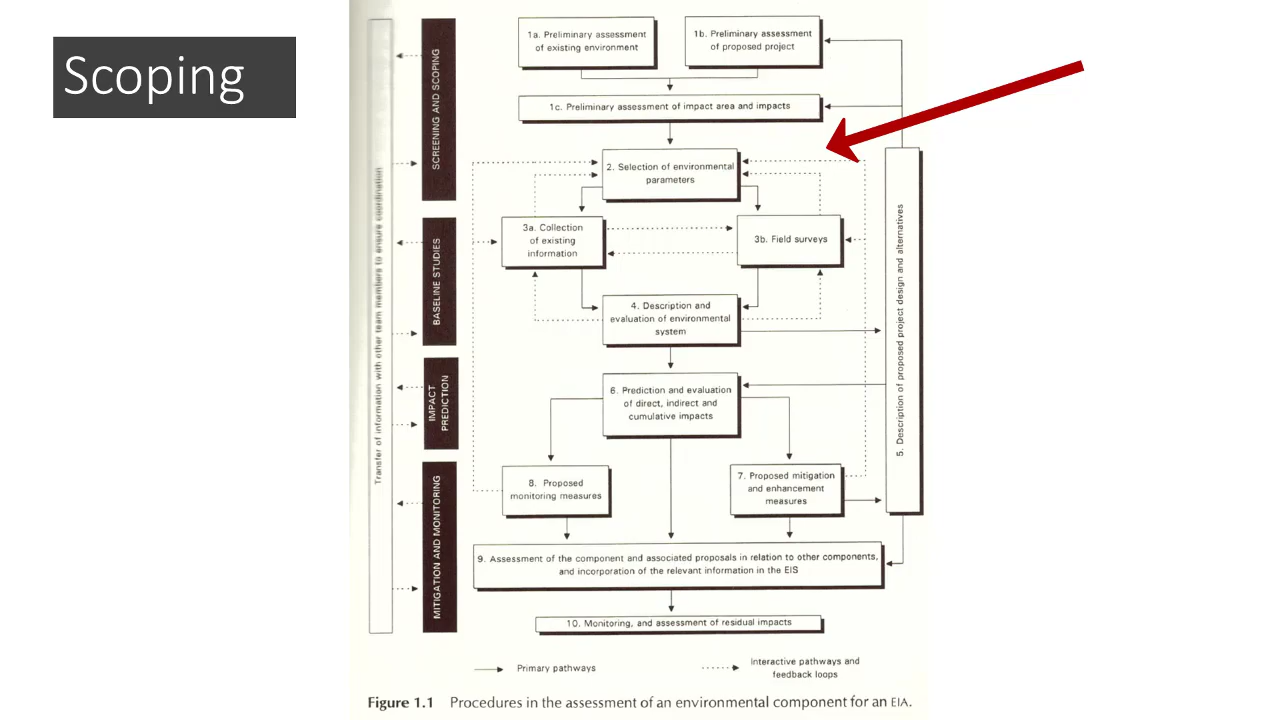 Scoping
1a. Preliminary assessment
of existing environment
1b. Preliminary assessment
of proposed project
1c. Preliminary assessment of impact area and impacts
SCREENING AND SCOPING
2. Selection of environmental
parameters
3a. Collection
of existing
information
3b. Field surveys
BASELINE STUDIES
4. Description and
evaluation of environmental
system
Transfer of information with other team members to ensure coordination
5. Description of proposed project design and alternatives
IMPACT
PREDICTION
6. Prediction and evaluation
of direct, indirect and
cumulative impacts
8. Proposed
monitoring measures
7. Proposed mitigation
and enhancement
measures
MITIGATION AND MONITORING
9. Assessment of the component and associated proposals in relation to other components,
and incorporation of the relevant information in the EIS
10. Monitoring, and assessment of residual impacts
Primary pathways
Interactive pathways and
feedback loops
Figure 1.1 Procedures in the assessment of an environmental component for an EIA.